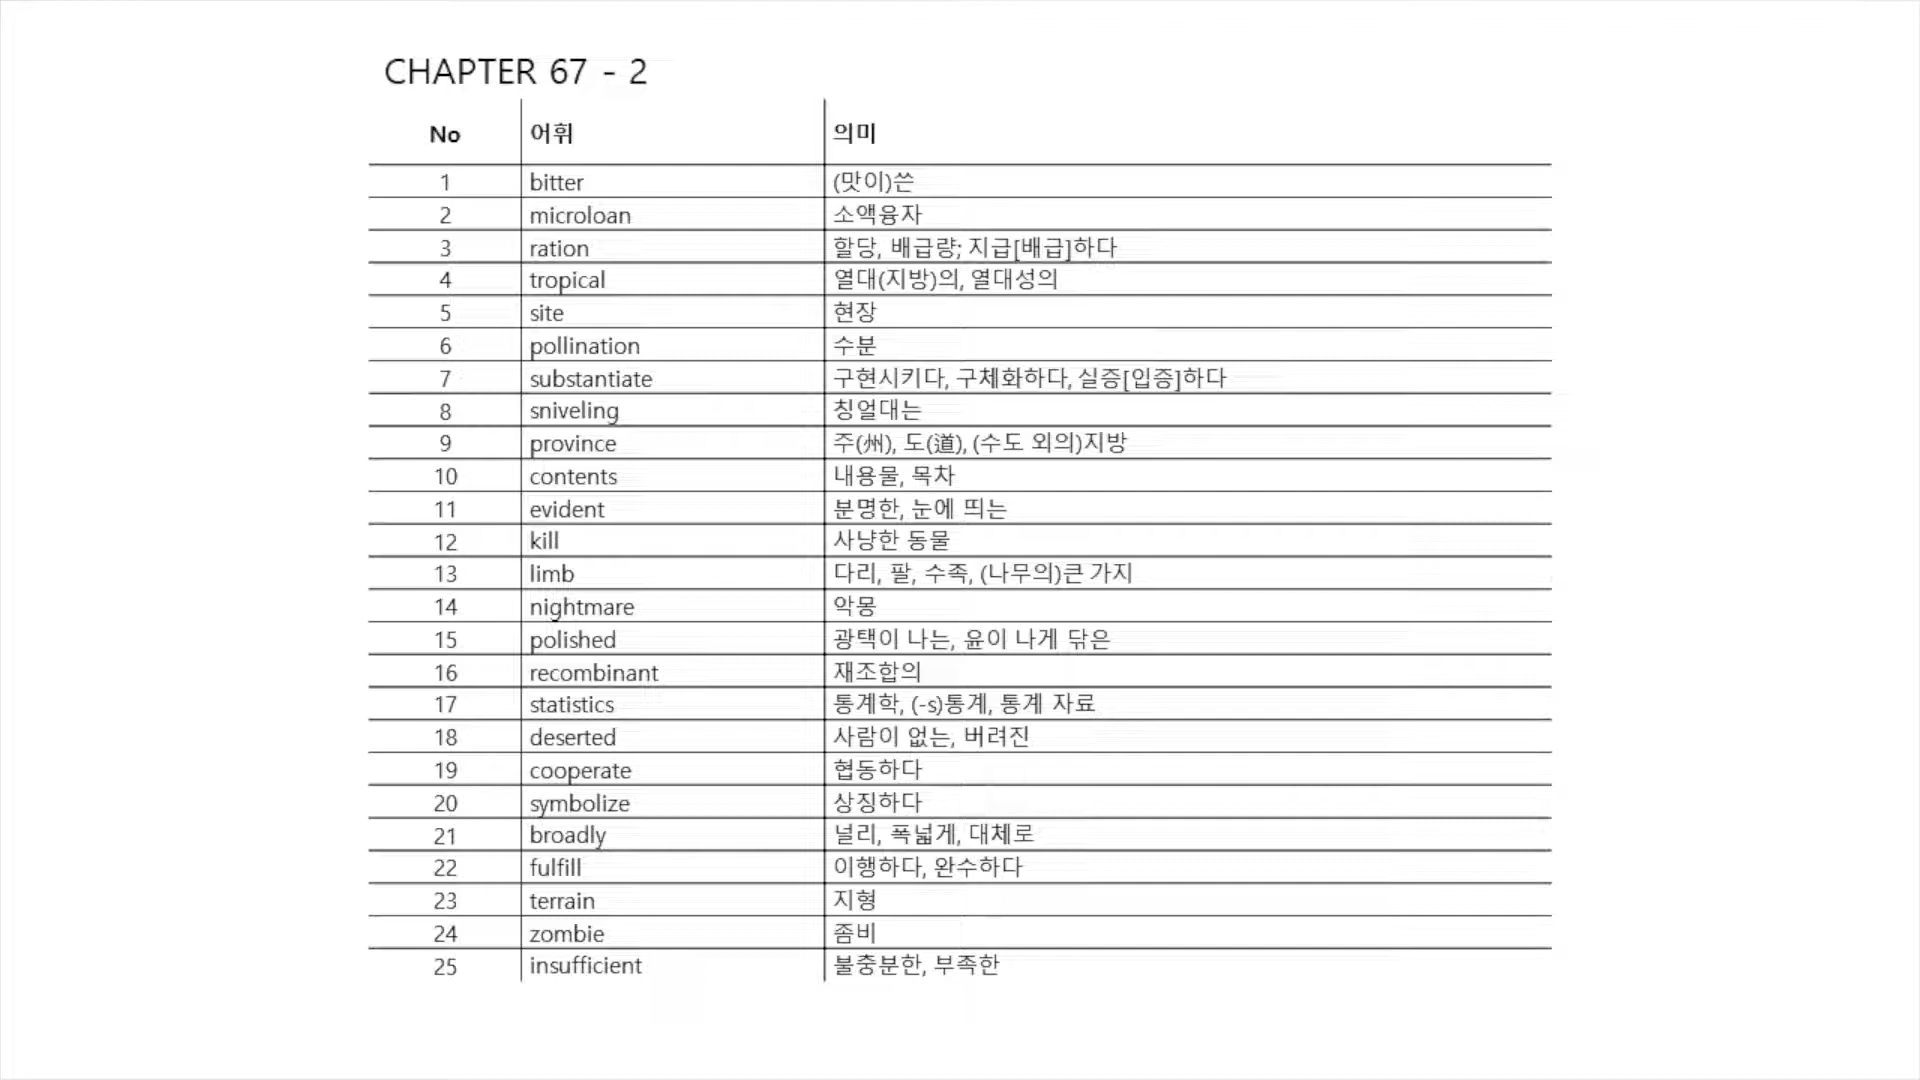 CHAPTER 67 - 2
No 어휘 의미
1 bitter (맛이)쓴
2 microloan 소액융자
3 ration 할당, 배급량; 지급[배급]하다
4 tropical 열대(지방)의, 열대성의
5 site 현장
6 pollination 수분
7 substantiate 구현시키다, 구체화하다, 실증[입증]하다
8 sniveling 칭얼대는
9 province 주(州), 도(道), (수도 외의)지방
10 contents 내용물, 목차
11 evident 분명한, 눈에 띄는
12 kill 사냥한 동물
13 limb 다리, 팔, 수족, (나무의)큰 가지
14 nightmare 악몽
15 polished 광택이 나는, 윤이 나게 닦은
16 recombinant 재조합의
17 statistics 통계학, (-s)통계, 통계 자료
18 deserted 사람이 없는, 버려진
19 cooperate 협동하다
20 symbolize 상징하다
21 broadly 널리, 폭넓게, 대체로
22 fulfill 이행하다, 완수하다
23 terrain 지형
24 zombie 좀비
25 insufficient 불충분한, 부족한